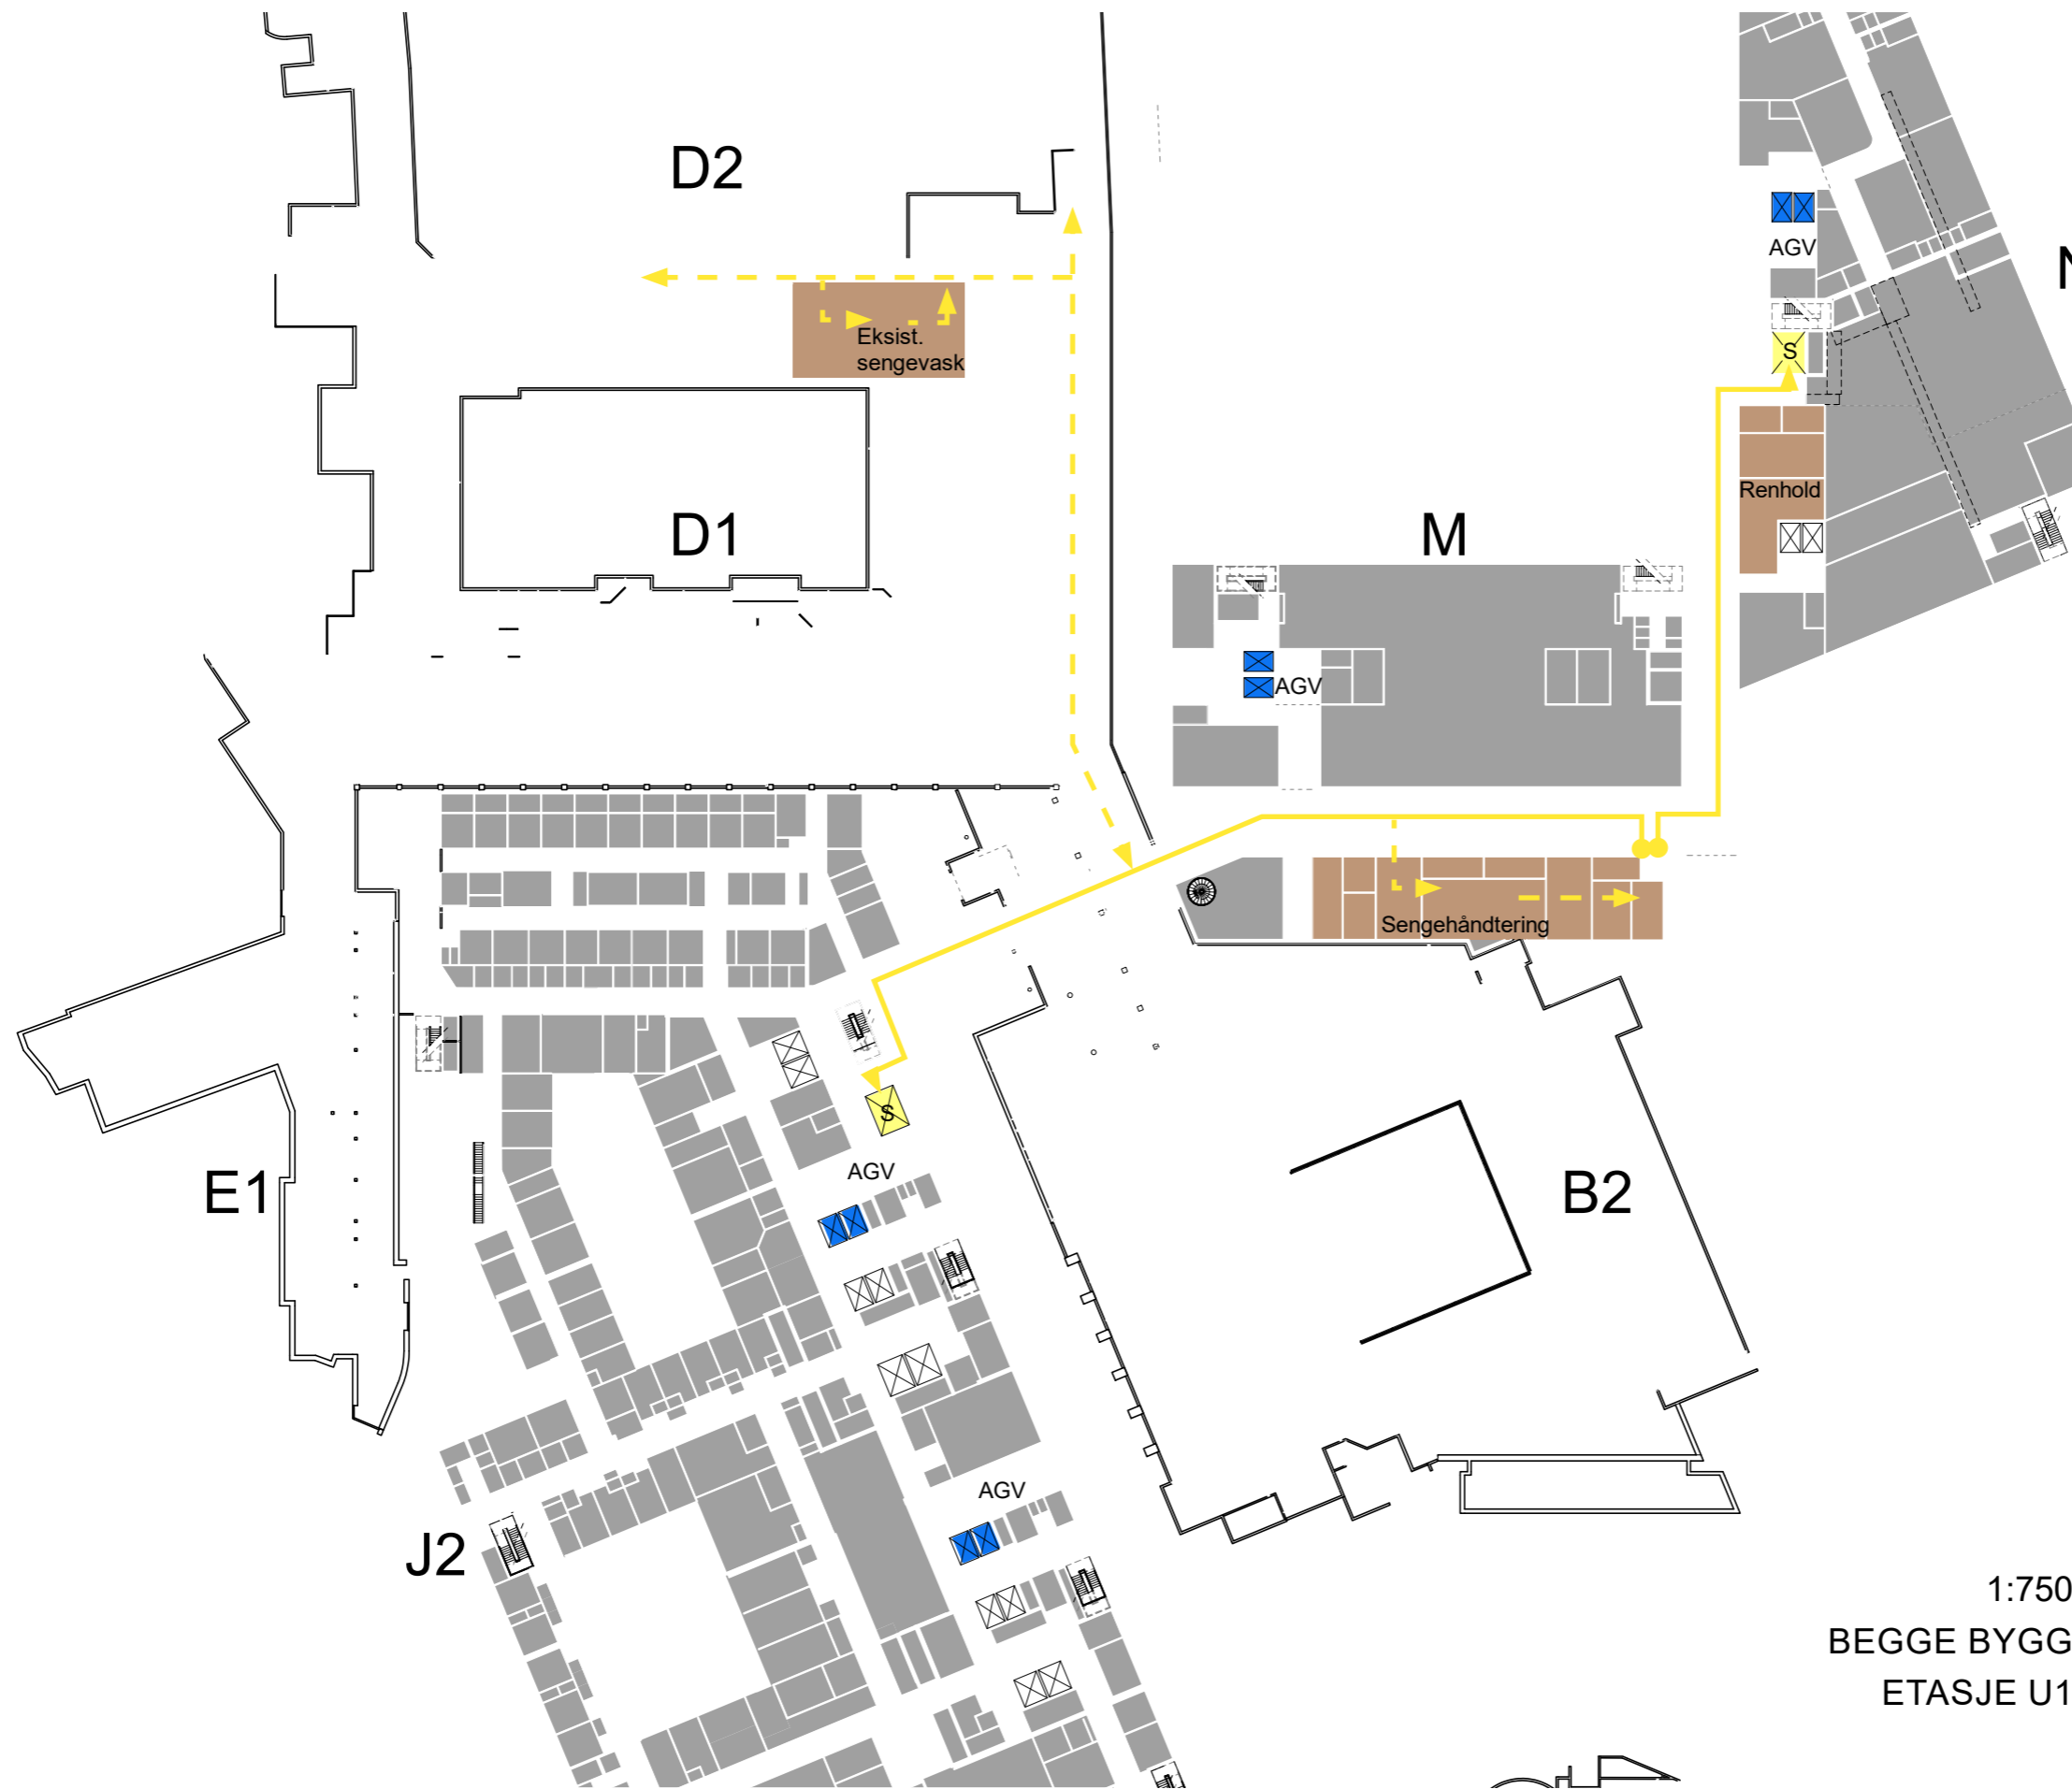 D2
AGV
N
Eksist.
sengevask
S
D1
M
Renhold
AGV
Sengehåndtering
S
AGV
E1
B2
AGV
J2
1:750
BEGGE BYGG
ETASJE U1